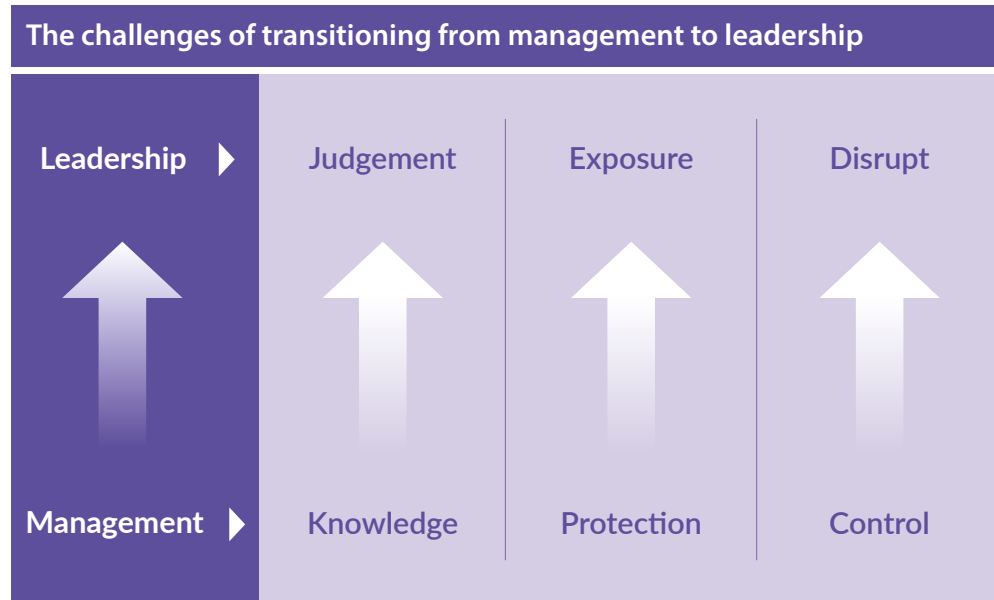 The challenges of transitioning from management to leadership
Leadership Judgement Exposure Disrupt
Management Knowledge Protection Control